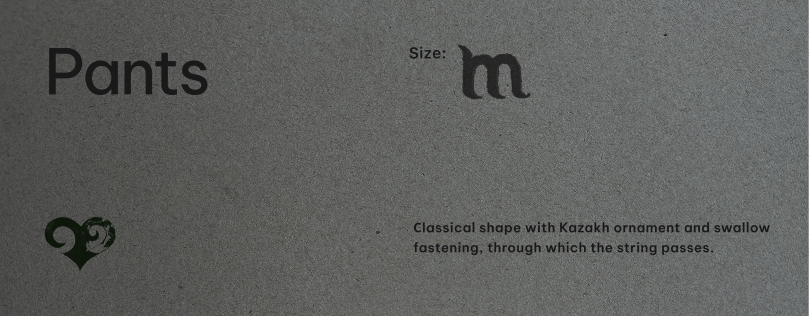 Pants
Size: m
Classical shape with Kazakh ornament and swallow
fastening, through which the string passes.